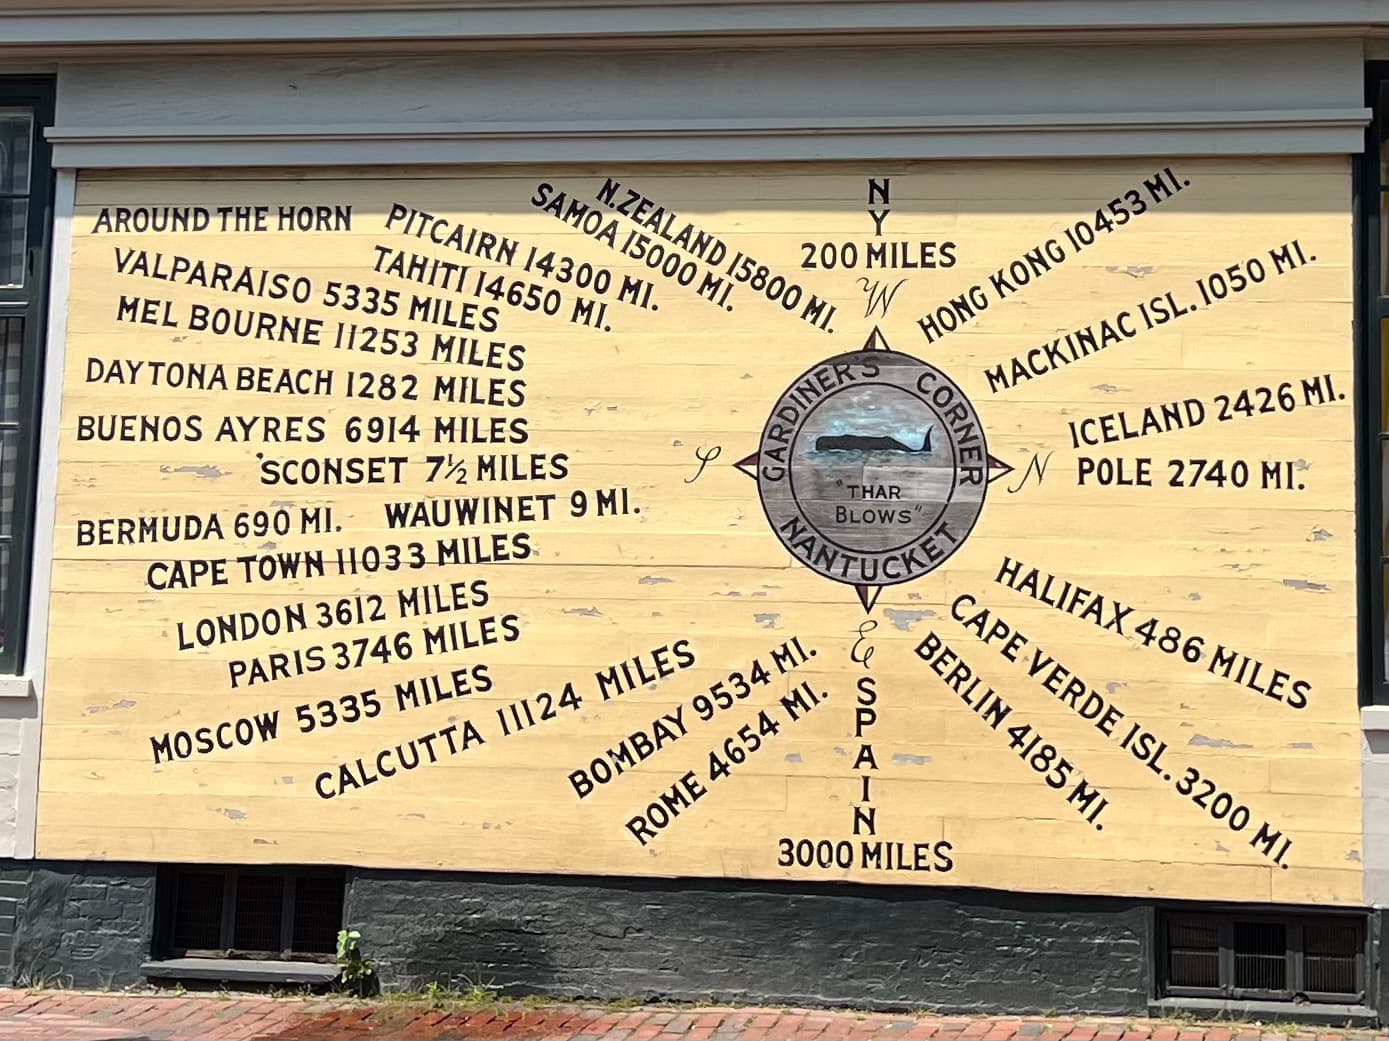 AROUND THE HORN
VALPARAISO 5335 MILES
MEL BOURNE 11253 MILES
DAYTONA BEACH 1282 MILES
BUENOS AYRES 6914 MILES
'SCONSET 7½ MILES
BERMUDA 690 MI.
WAUWINET 9 MI.
CAPE TOWN 11033 MILES
LONDON 3612 MILES
PARIS 3746 MILES
MOSCOW 5335 MILES
CALCUTTA 11124 MILES
BOMBAY 9534 MI.
ROME 4654 MI.
PITCAIRN 14300 MI.
TAHITI 14650 MI.
N. ZEALAND 15800 MI.
SAMOA 15000 MI.
N
Y
200 MILES
W
S
GARDINER'S CORNER
"THAR
BLOWS"
NANTUCKET
N
E
S
P
A
I
N
3000 MILES
HONG KONG 10453 MI.
MACKINAC ISL. 1050 MI.
ICELAND 2426 MI.
POLE 2740 MI.
HALIFAX 486 MILES
CAPE VERDE ISL. 3200 MI.
BERLIN 4185 MI.